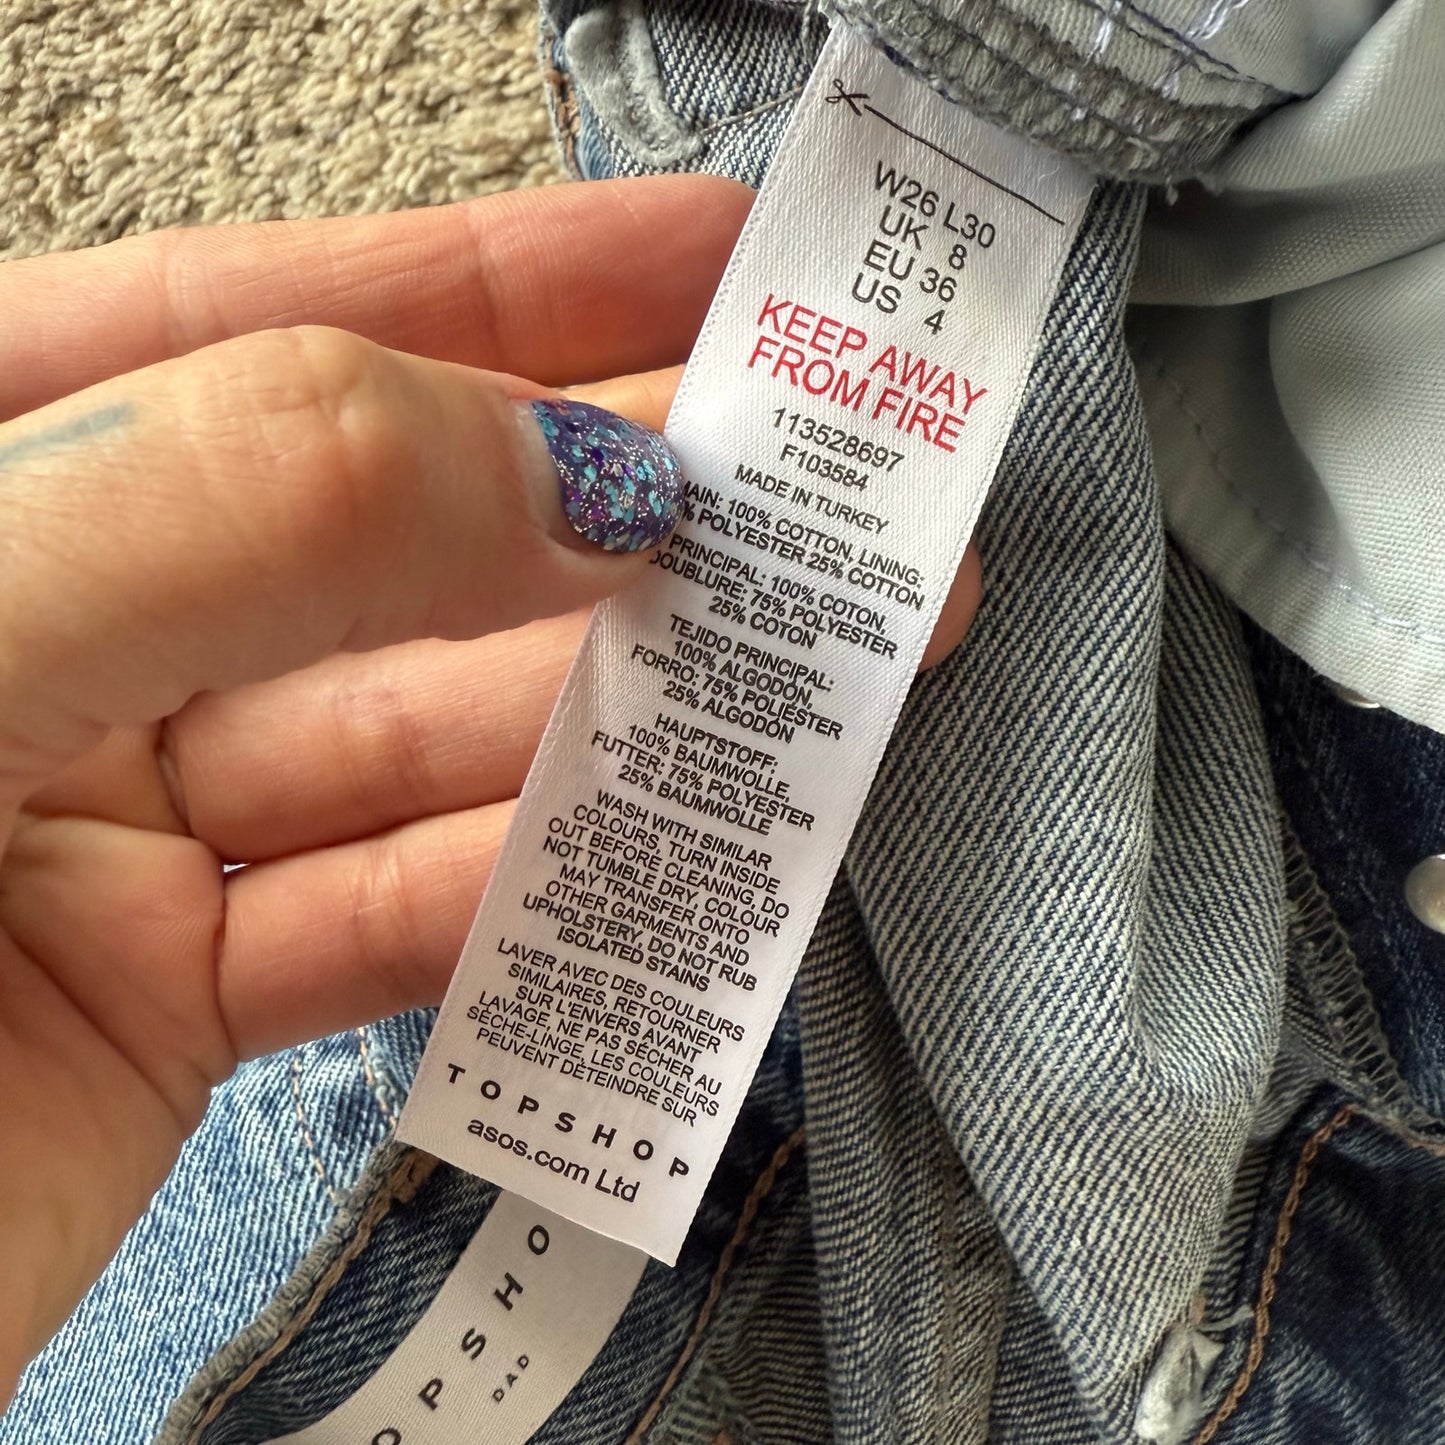 W26 L30
UK 8
EU 36
US 4
KEEP AWAY
FROM FIRE
113528697
F103584
MADE IN TURKEY
100% COTTON, LINING:
POLYESTER 25% COTTON
PRINCIPAL: 100% COTON,
DOUBLURE: 75% POLYESTER
25% COTON
TEJIDO PRINCIPAL:
100% ALGODÓN,
FORRO: 75% POLIÉSTER
25% ALGODÓN
HAUPTSTOFF:
100% BAUMWOLLE,
FUTTER: 75% POLYESTER
25% BAUMWOLLE
WASH WITH SIMILAR
COLOURS, TURN INSIDE
OUT BEFORE CLEANING, DO
NOT TUMBLE DRY, COLOUR
MAY TRANSFER ONTO
OTHER GARMENTS AND
UPHOLSTERY, DO NOT RUB
ISOLATED STAINS
LAVER AVEC DES COULEURS
SIMILAIRES, RETOURNER
SUR L'ENVERS AVANT
LAVAGE, NE PAS SÉCHER AU
SÈCHE-LINGE, LES COULEURS
PEUVENT DÉTEINDRE SUR
TOPSHOP
asos.com Ltd
OPSHO
DAD